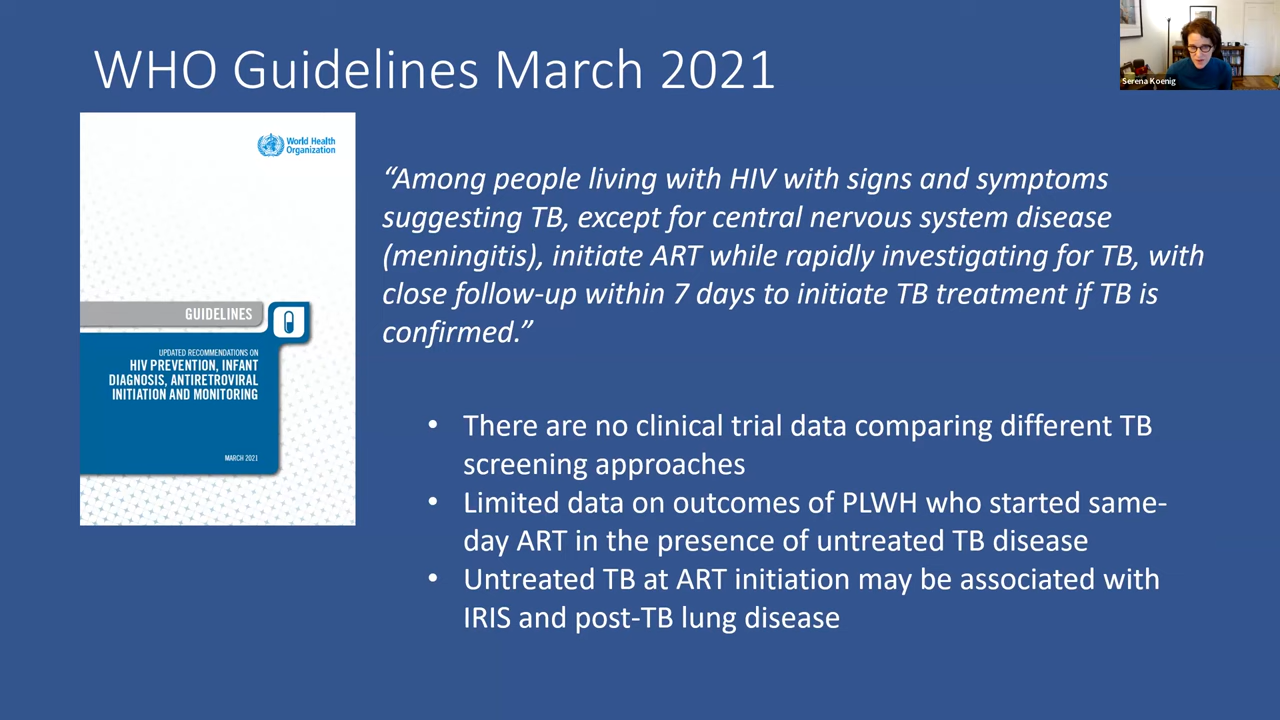 WHO Guidelines March 2021
Serena Koenig
World Health
Organization
GUIDELINES
UPDATED RECOMMENDATIONS ON
HIV PREVENTION, INFANT
DIAGNOSIS, ANTIRETROVIRAL
INITIATION AND MONITORING
MARCH 2021
“Among people living with HIV with signs and symptoms
suggesting TB, except for central nervous system disease
(meningitis), initiate ART while rapidly investigating for TB, with
close follow-up within 7 days to initiate TB treatment if TB is
confirmed.”
• There are no clinical trial data comparing different TB
screening approaches
• Limited data on outcomes of PLWH who started same-
day ART in the presence of untreated TB disease
• Untreated TB at ART initiation may be associated with
IRIS and post-TB lung disease